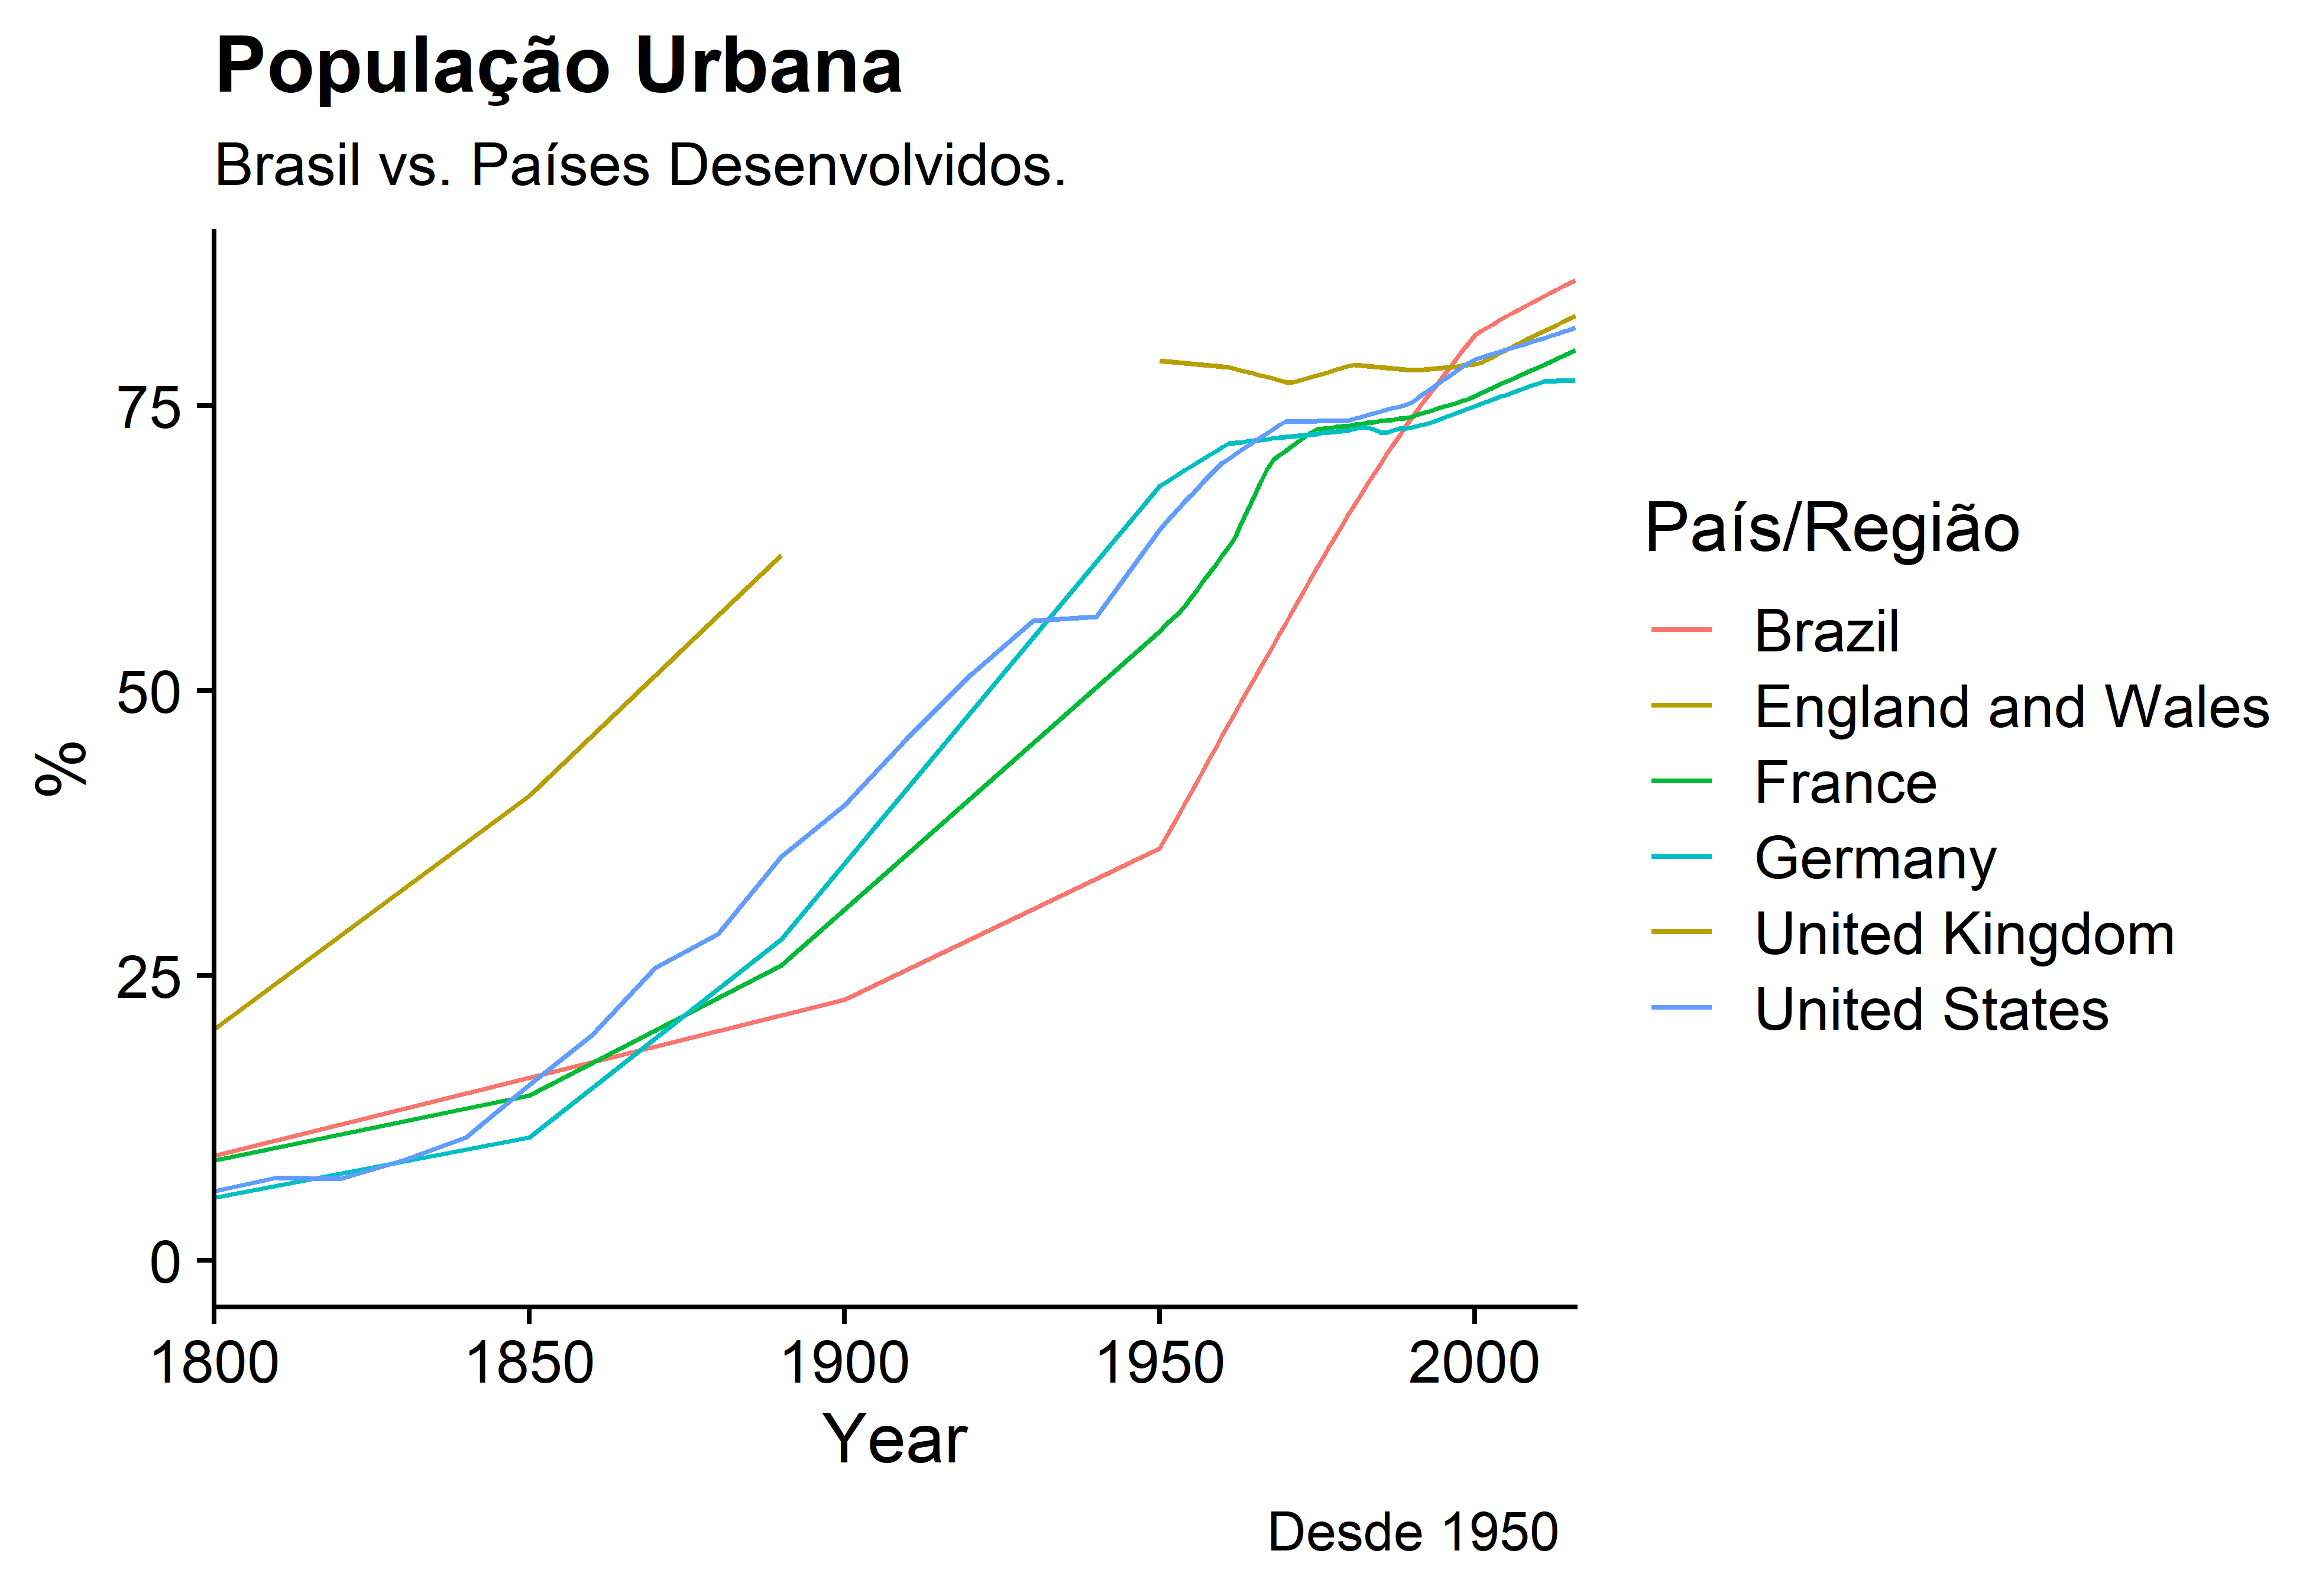 População Urbana
Brasil vs. Países Desenvolvidos.
75
50
25
0
%
1800 1850 1900 1950 2000
Year
País/Região
Brazil
England and Wales
France
Germany
United Kingdom
United States
Desde 1950